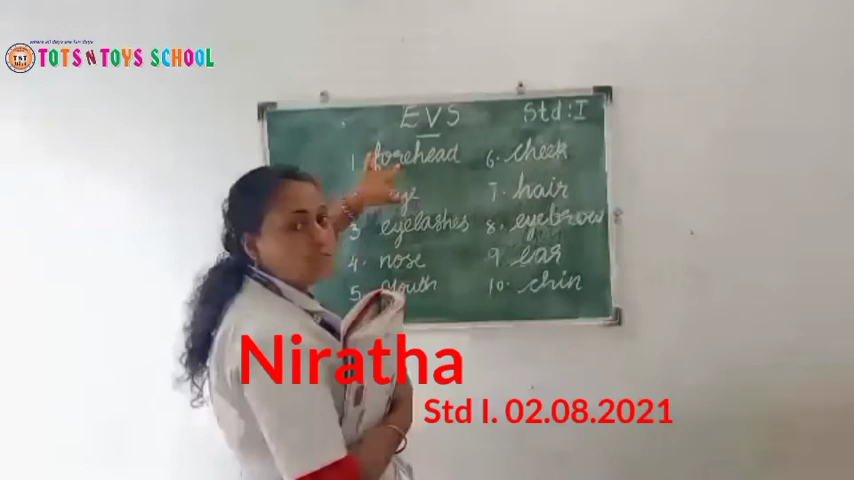 TOTS N TOYS SCHOOL
EVS Std:I
1 forehead
eye
3 eyelashes
4. nose
5 mouth
6. cheek
7. hair
8. eyebrow
9 ear
10. chin
Niratha
Std I. 02.08.2021